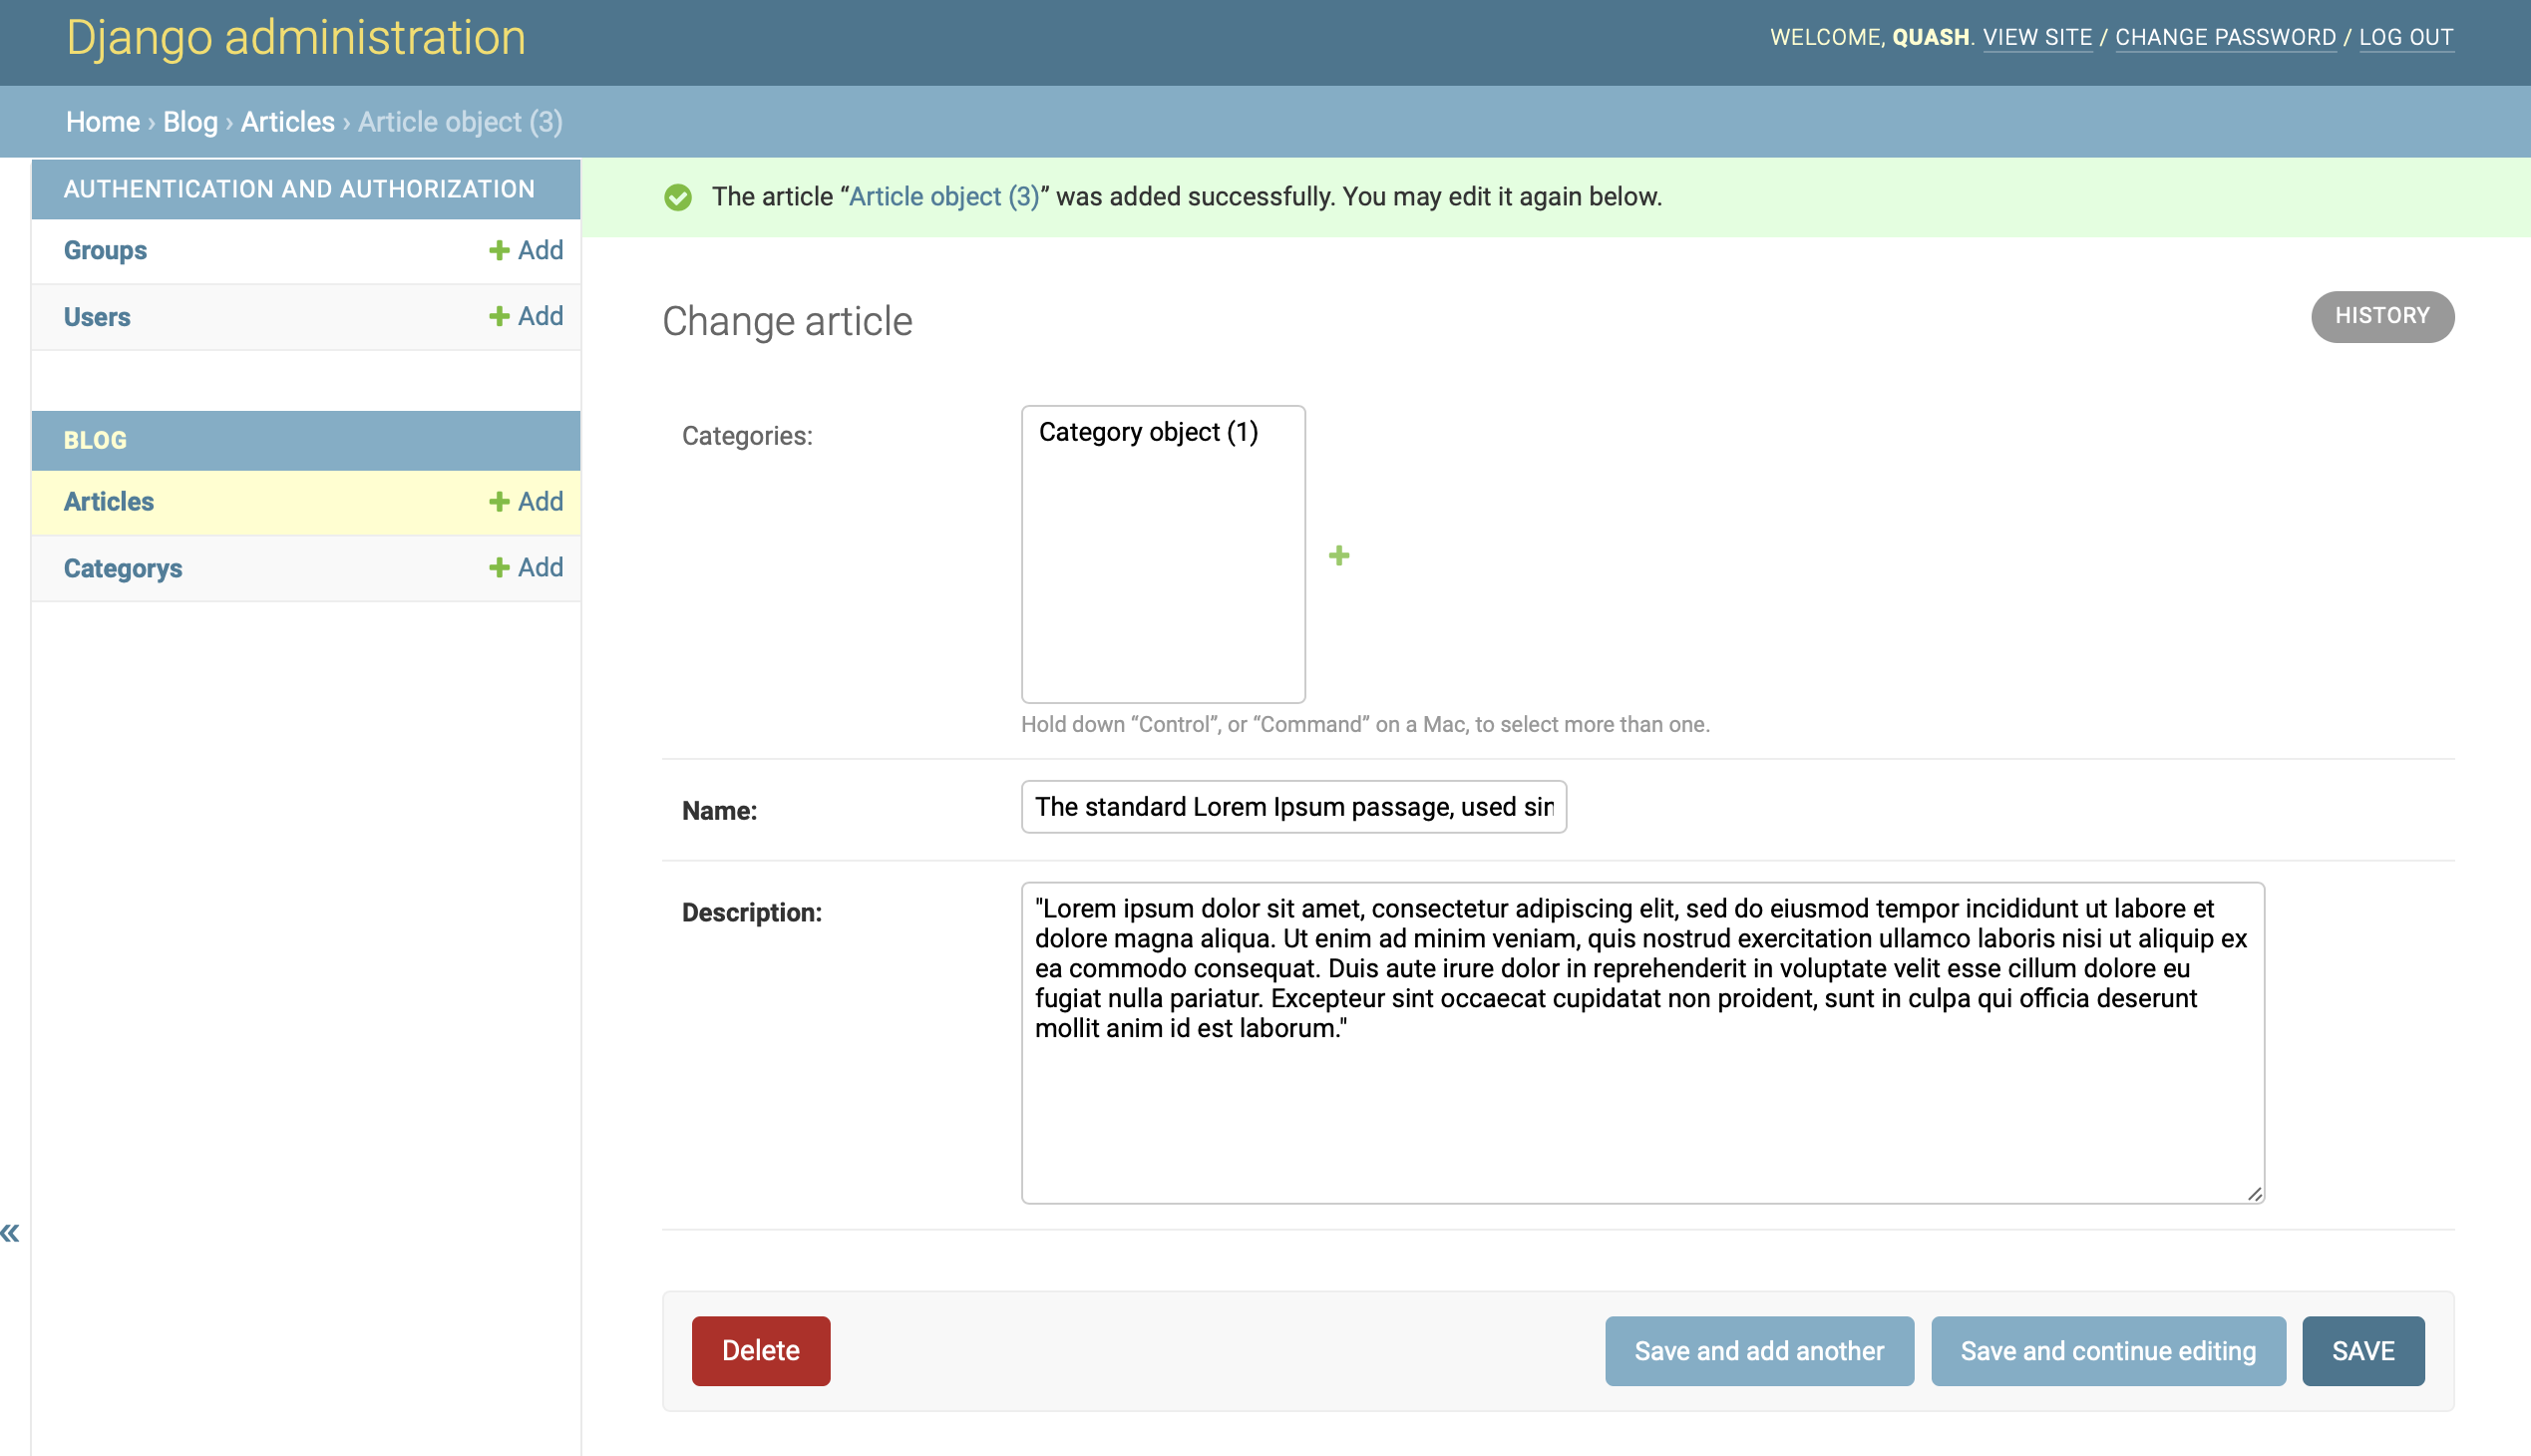 Django administration
WELCOME, QUASH. VIEW SITE / CHANGE PASSWORD / LOG OUT
Home › Blog › Articles › Article object (3)
AUTHENTICATION AND AUTHORIZATION
Groups + Add
Users + Add
BLOG
Articles + Add
Categorys + Add
«
The article “Article object (3)” was added successfully. You may edit it again below.
Change article
HISTORY
Categories:
Category object (1)
+
Hold down “Control”, or “Command” on a Mac, to select more than one.
Name:
The standard Lorem Ipsum passage, used sin
Description:
"Lorem ipsum dolor sit amet, consectetur adipiscing elit, sed do eiusmod tempor incididunt ut labore et
dolore magna aliqua. Ut enim ad minim veniam, quis nostrud exercitation ullamco laboris nisi ut aliquip ex
ea commodo consequat. Duis aute irure dolor in reprehenderit in voluptate velit esse cillum dolore eu
fugiat nulla pariatur. Excepteur sint occaecat cupidatat non proident, sunt in culpa qui officia deserunt
mollit anim id est laborum."
Delete
Save and add another
Save and continue editing
SAVE